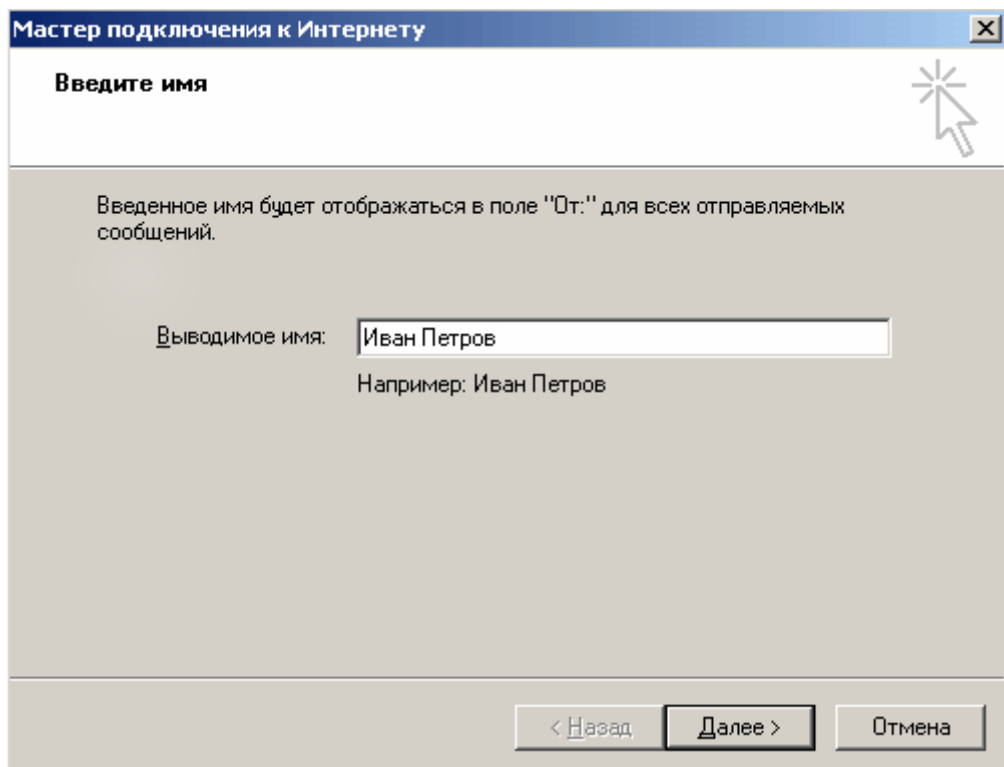 Мастер подключения к Интернету
Введите имя
Введенное имя будет отображаться в поле "От:" для всех отправляемых
сообщений.
Выводимое имя: Иван Петров
Например: Иван Петров
< Назад Далее > Отмена